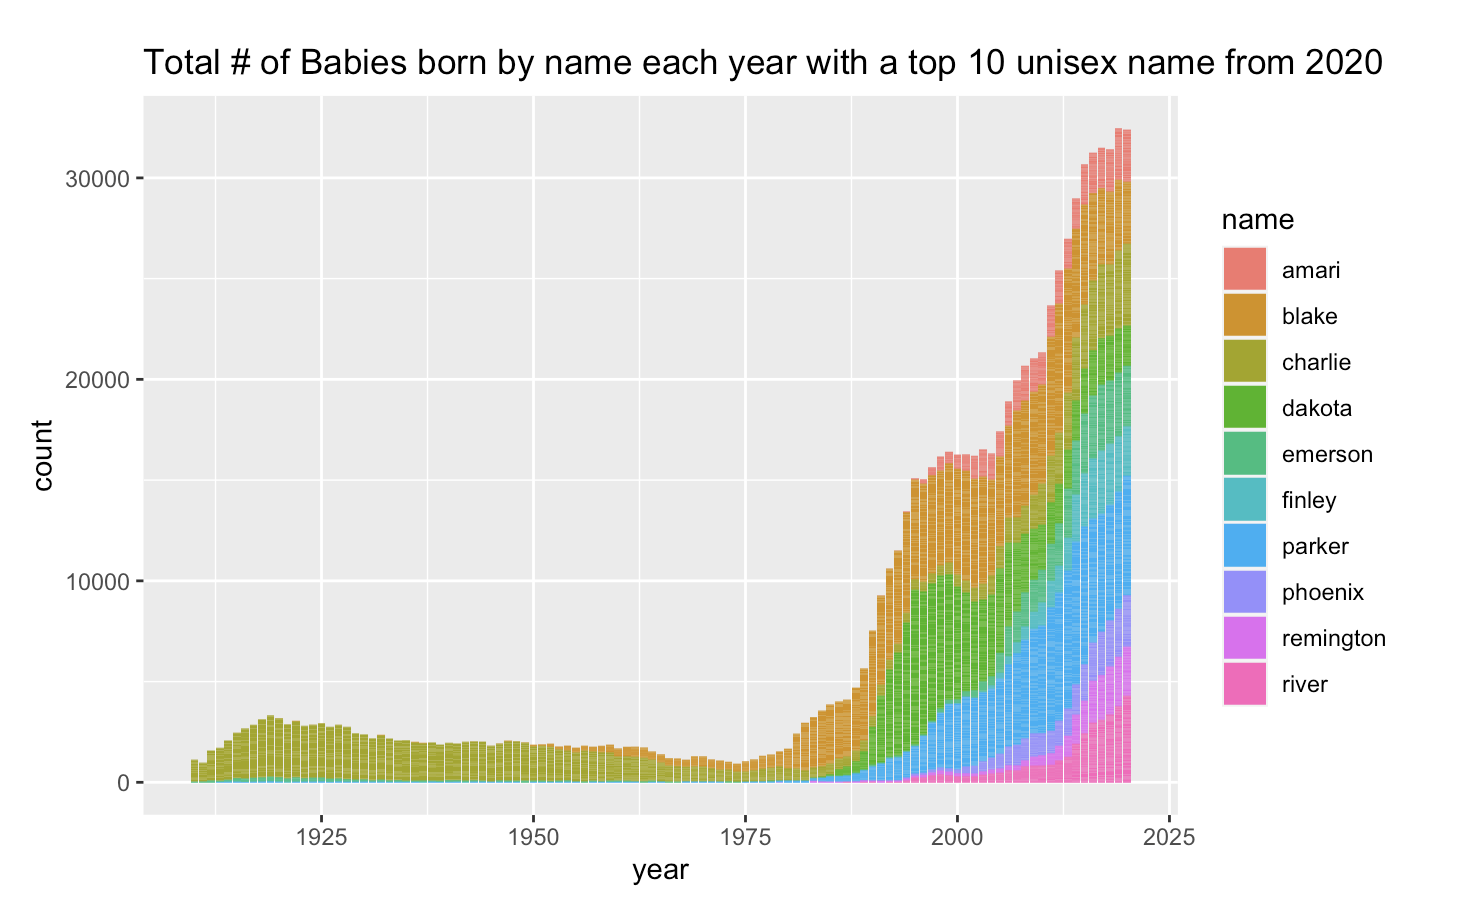 Total # of Babies born by name each year with a top 10 unisex name from 2020
30000
20000
10000
0
count
1925
1950
1975
2000
2025
year
name
amari
blake
charlie
dakota
emerson
finley
parker
phoenix
remington
river